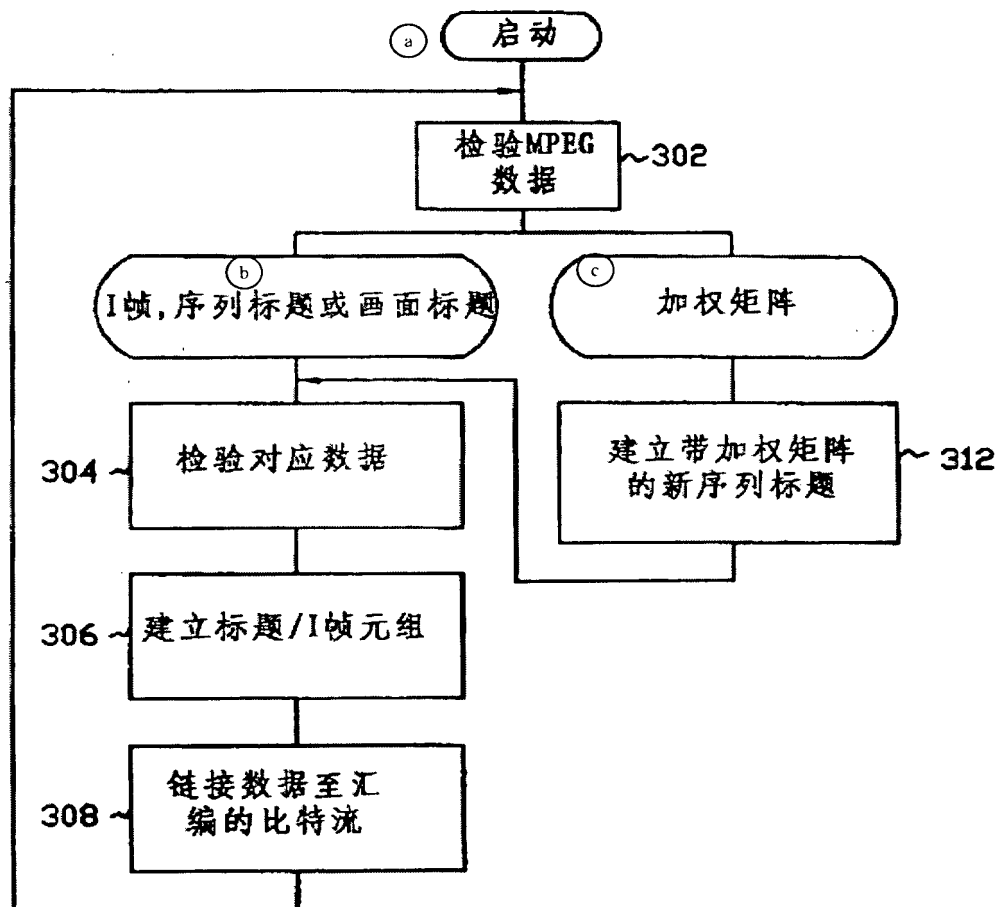 a
启动
检验MPEG
数据
302
b
c
I帧,序列标题或画面标题
加权矩阵
304
检验对应数据
建立带加权矩阵
的新序列标题
312
306
建立标题/I帧元组
308
链接数据至汇
编的比特流